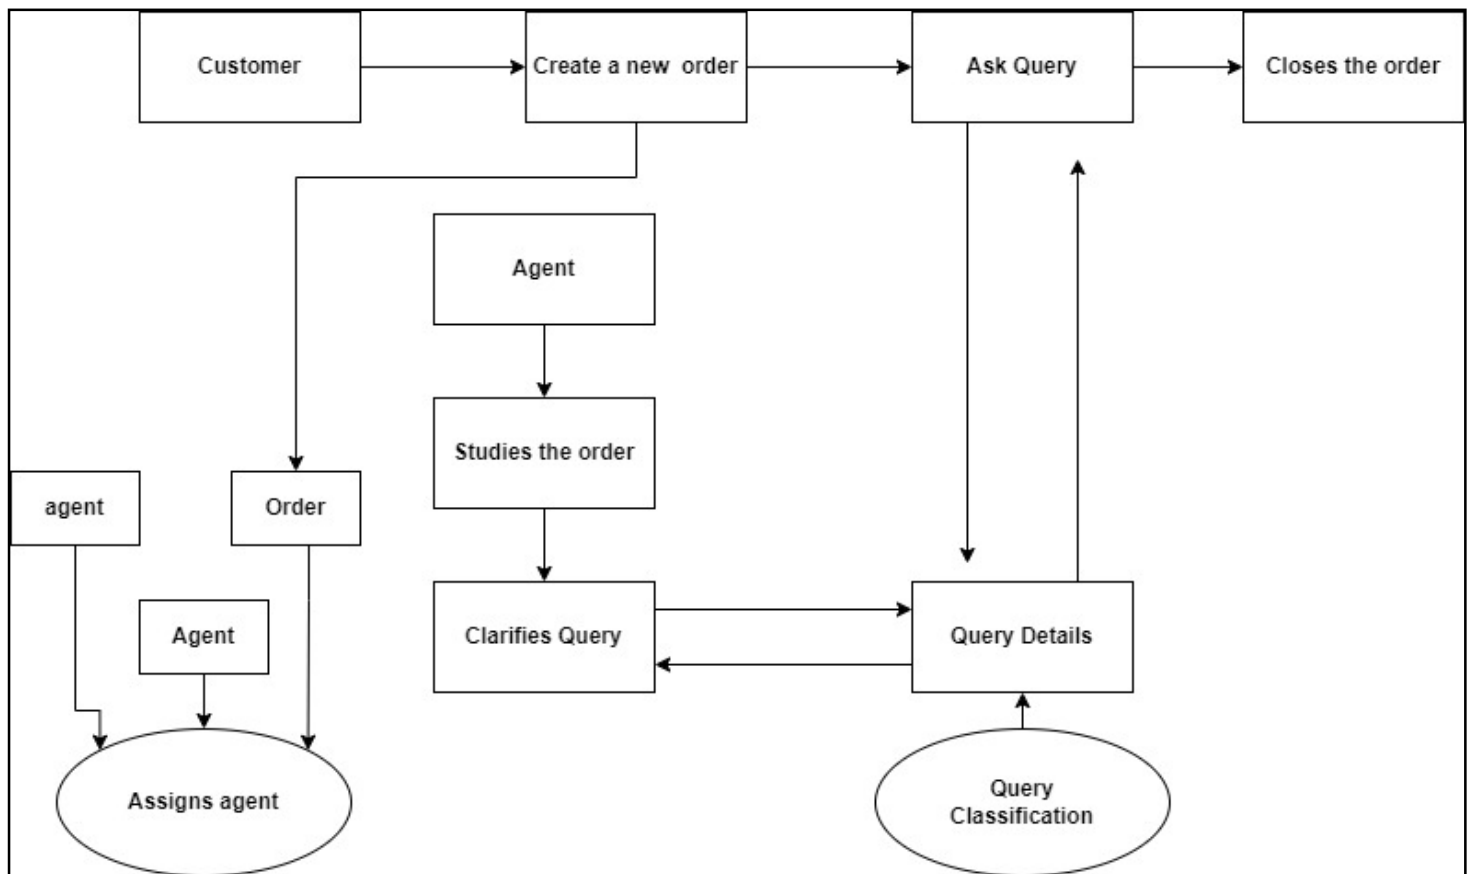 Customer
Create a new order
Ask Query
Closes the order
Agent
Studies the order
agent
Order
Agent
Clarifies Query
Query Details
Assigns agent
Query
Classification